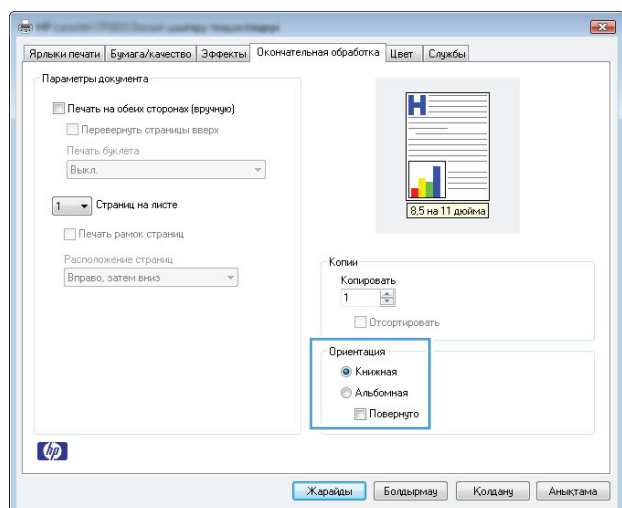 Ярлыки печати Бумага/качество Эффекты Окончательная обработка Цвет Службы
Параметры документа
Печать на обеих сторонах (вручную)
Перевернуть страницы вверх
Печать буклета
Выкл.
1 Страниц на листе
Печать рамок страниц
Расположение страниц
Вправо, затем вниз
H
8,5 на 11 дюйма
Копии
Копировать
1
Отсортировать
Ориентация
Книжная
Альбомная
Повернуто
hp
Жарайды Болдырмау Қолдану Анықтама